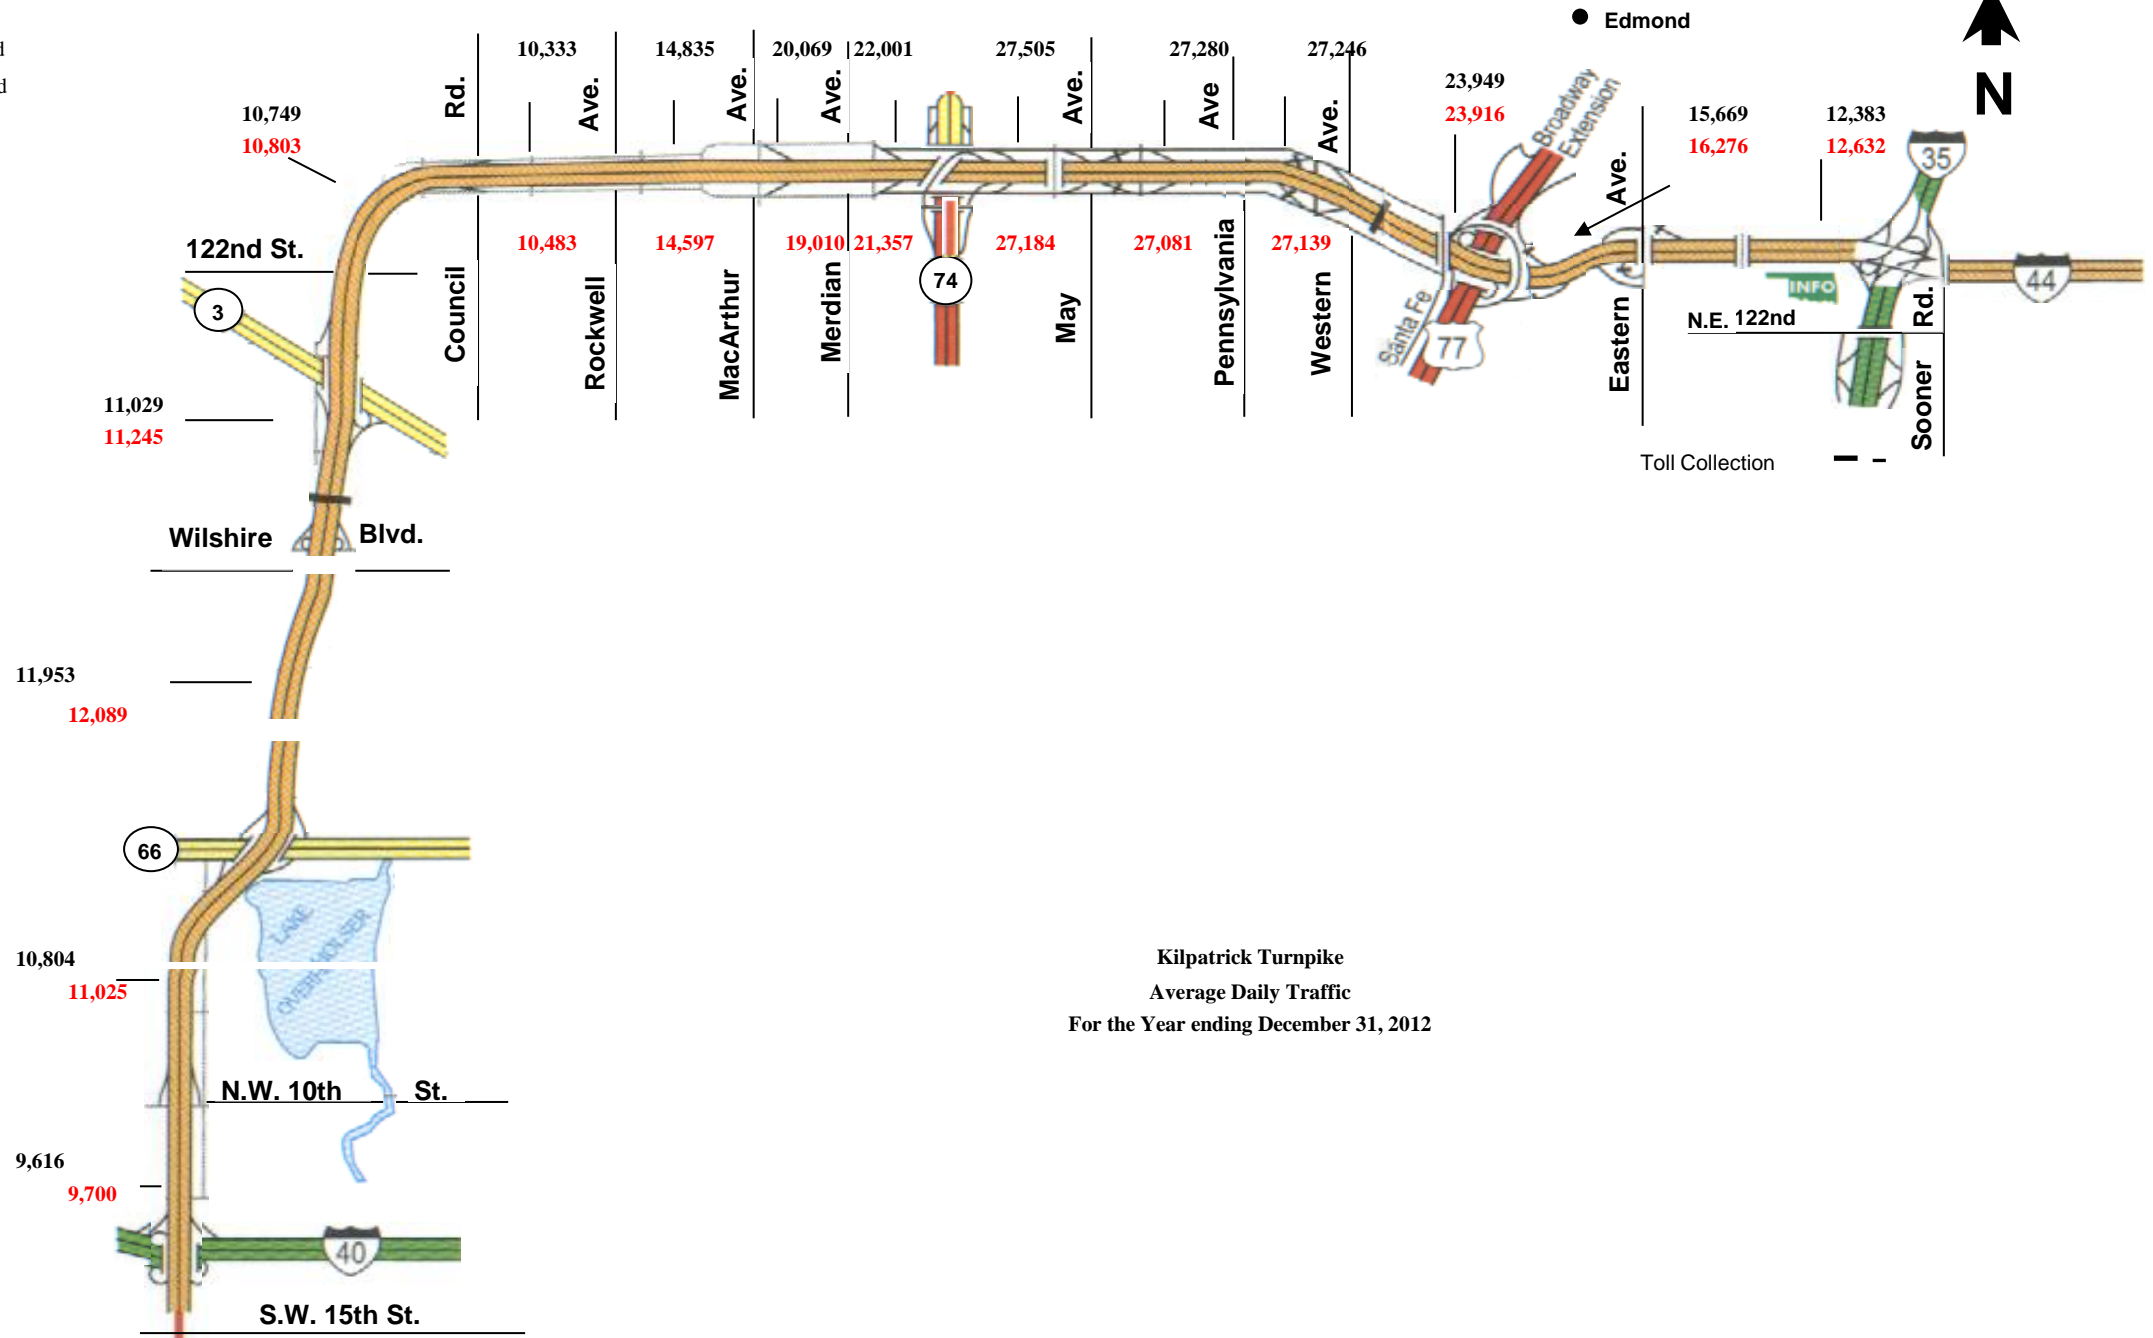 Edmond
N
d
d
10,333
14,835
20,069
22,001
27,505
27,280
27,246
23,949
23,916
15,669
16,276
12,383
12,632
10,749
10,803
Rd.
Ave.
Ave.
Ave.
Ave.
Ave
Ave.
Broadway
Extension
Ave.
35
122nd St.
10,483
14,597
19,010
21,357
27,184
27,081
27,139
3
74
Council
Rockwell
MacArthur
Merdian
May
Pennsylvania
Western
Santa Fe
77
Eastern
INFO
44
N.E. 122nd
Rd.
Sooner
11,029
11,245
Toll Collection
Wilshire Blvd.
11,953
12,089
66
LAKE
OVERHOLSER
10,804
11,025
Kilpatrick Turnpike
Average Daily Traffic
For the Year ending December 31, 2012
N.W. 10th St.
9,616
9,700
40
S.W. 15th St.